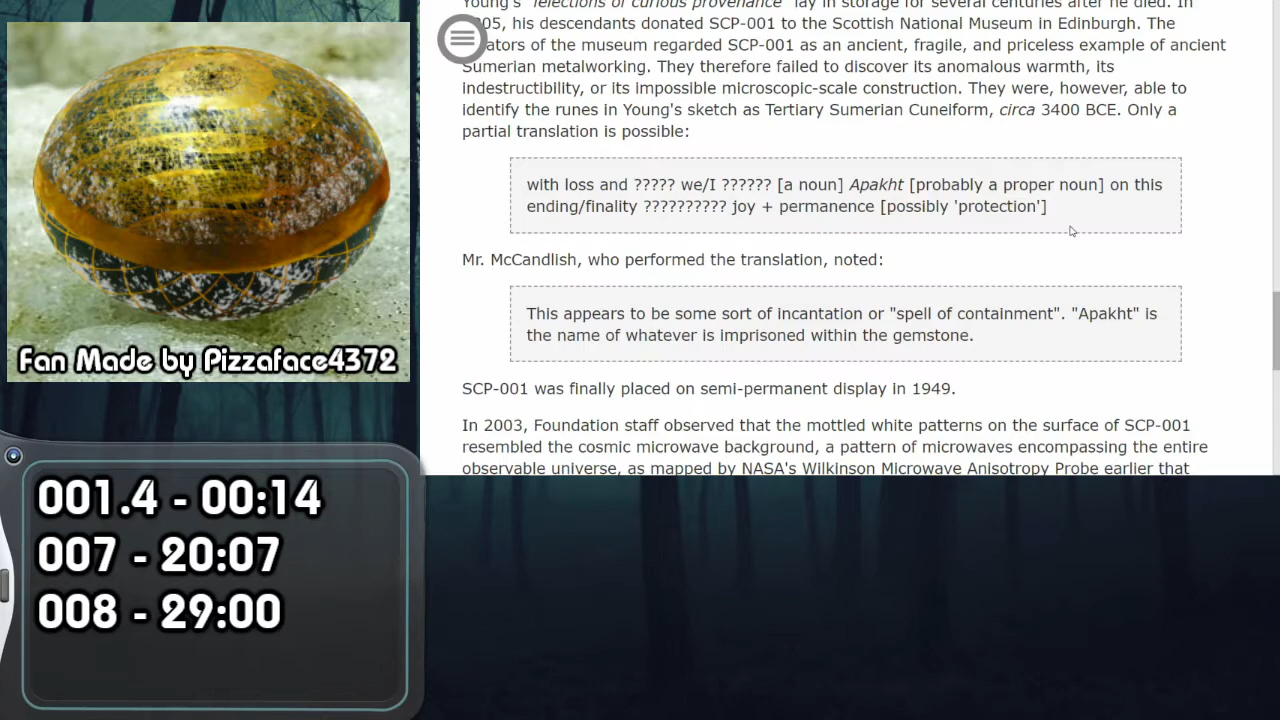 Young's "felections of curious provenance" lay in storage for several centuries after he died. In
05, his descendants donated SCP-001 to the Scottish National Museum in Edinburgh. The
ators of the museum regarded SCP-001 as an ancient, fragile, and priceless example of ancient
Sumerian metalworking. They therefore failed to discover its anomalous warmth, its
indestructibility, or its impossible microscopic-scale construction. They were, however, able to
identify the runes in Young's sketch as Tertiary Sumerian Cuneiform, circa 3400 BCE. Only a
partial translation is possible:
with loss and ????? we/I ?????? [a noun] Apakht [probably a proper noun] on this
ending/finality ?????????? joy + permanence [possibly 'protection']
Mr. McCandlish, who performed the translation, noted:
This appears to be some sort of incantation or "spell of containment". "Apakht" is
the name of whatever is imprisoned within the gemstone.
SCP-001 was finally placed on semi-permanent display in 1949.
In 2003, Foundation staff observed that the mottled white patterns on the surface of SCP-001
resembled the cosmic microwave background, a pattern of microwaves encompassing the entire
observable universe, as mapped by NASA's Wilkinson Microwave Anisotropy Probe earlier that
Fan Made by Pizzaface4372
001.4 - 00:14
007 - 20:07
008 - 29:00